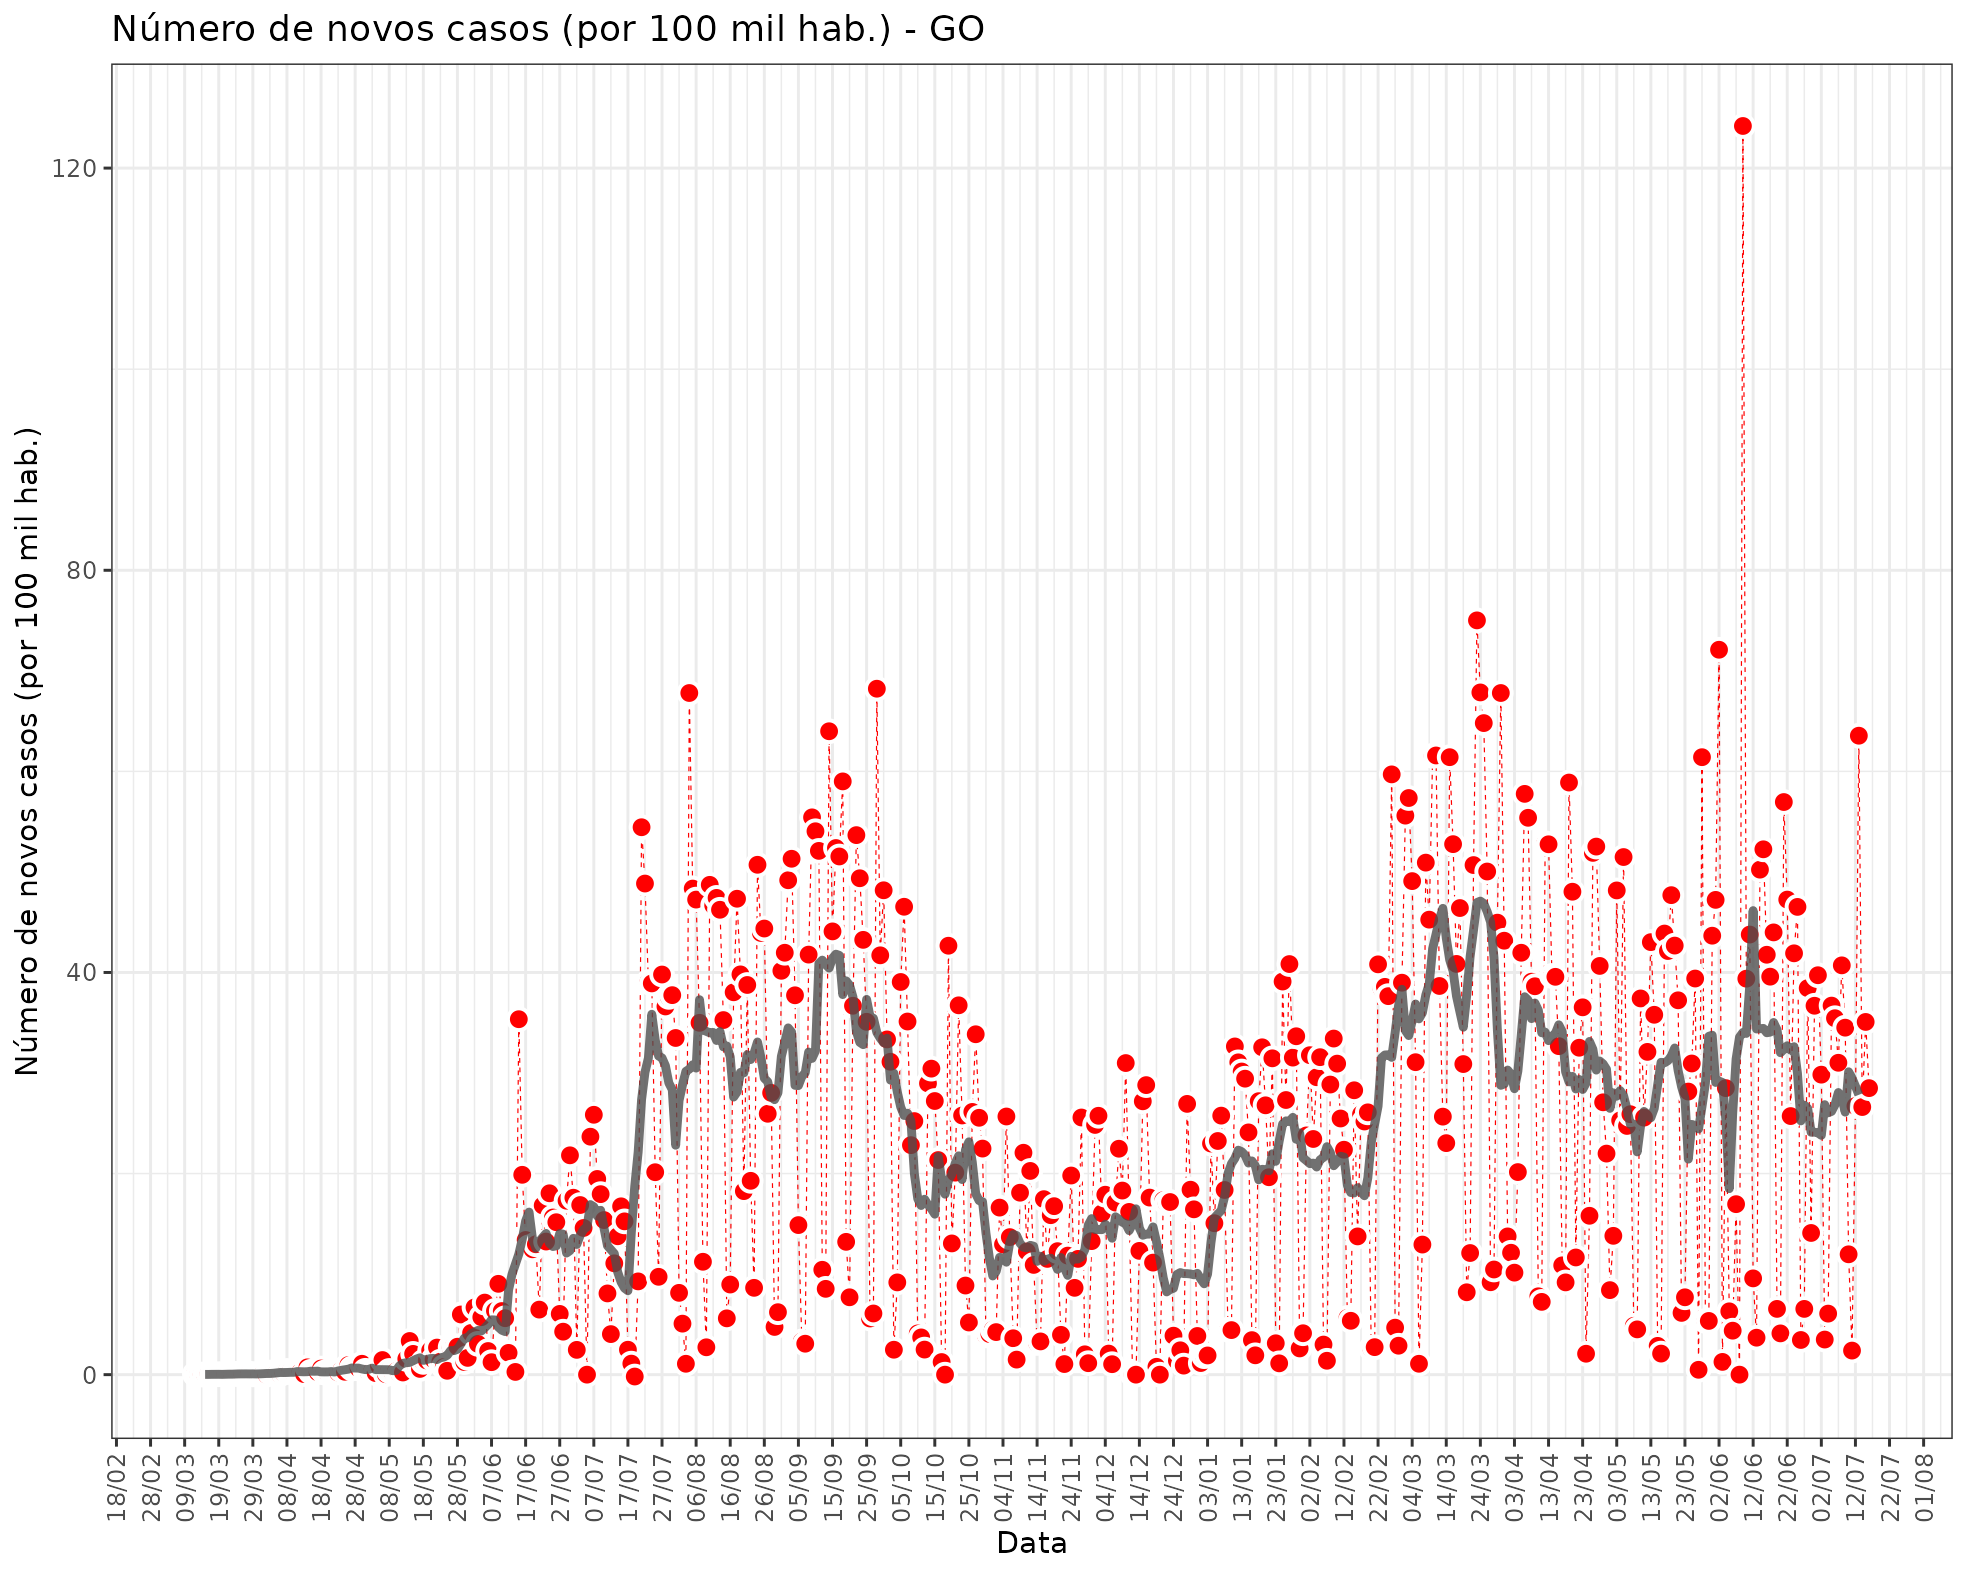 Número de novos casos (por 100 mil hab.) - GO
Número de novos casos (por 100 mil hab.)
120
80
40
0
18/02 28/02 09/03 19/03 29/03 08/04 18/04 28/04 08/05 18/05 28/05 07/06 17/06 27/06 07/07 17/07 27/07 06/08 16/08 26/08 05/09 15/09 25/09 05/10 15/10 25/10 04/11 14/11 24/11 04/12 14/12 24/12 03/01 13/01 23/01 02/02 12/02 22/02 04/03 14/03 24/03 03/04 13/04 23/04 03/05 13/05 23/05 02/06 12/06 22/06 02/07 12/07 22/07 01/08
Data